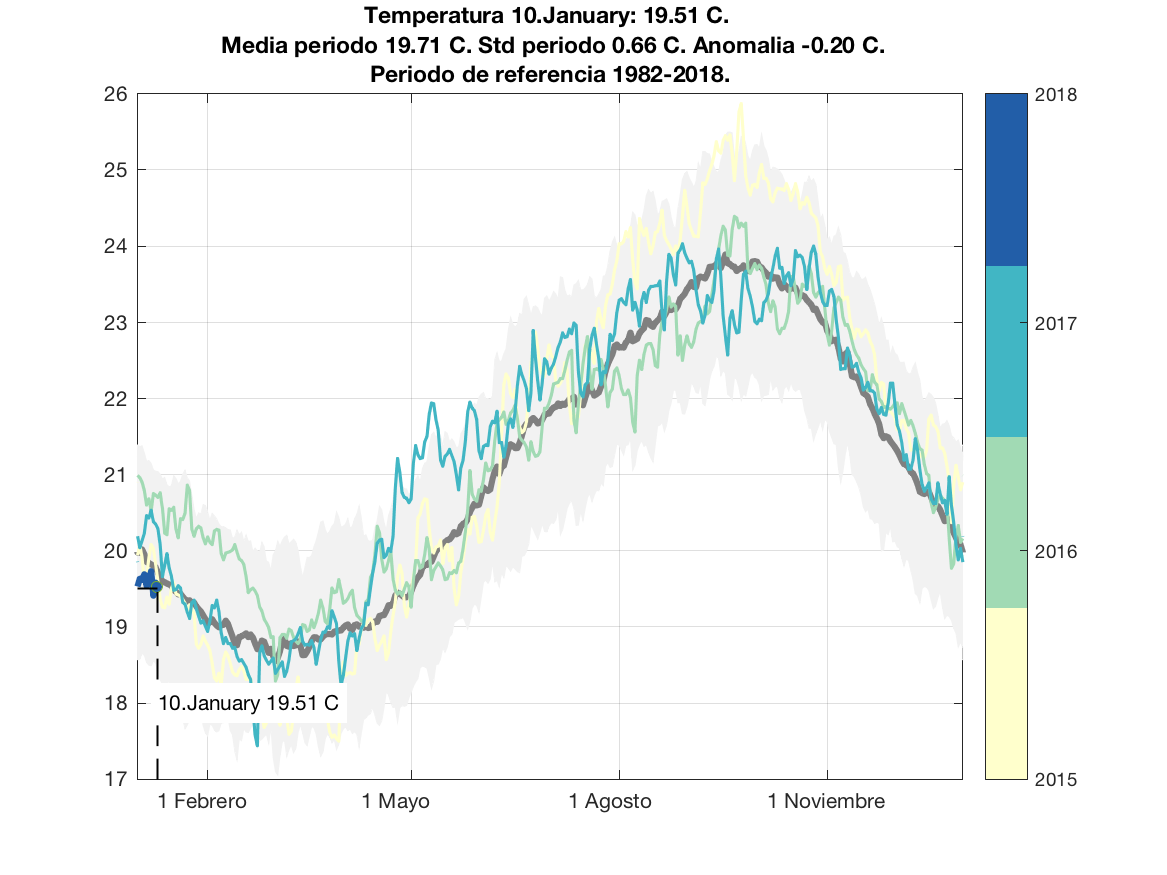 Temperatura 10.January: 19.51 C.
Media periodo 19.71 C. Std periodo 0.66 C. Anomalia -0.20 C.
Periodo de referencia 1982-2018.
26
25
24
23
22
21
20
19
18
17
10.January 19.51 C
1 Febrero
1 Mayo
1 Agosto
1 Noviembre
2018
2017
2016
2015